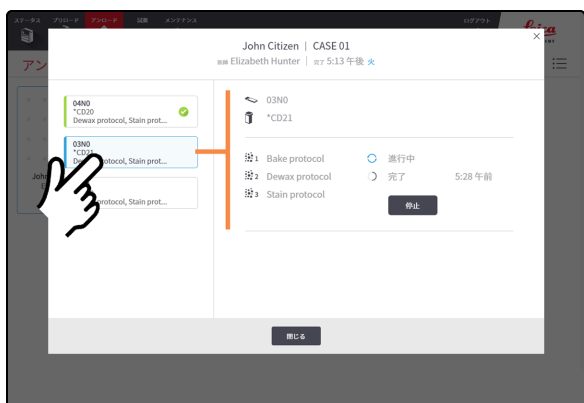 ステータス プリロード アンロード 試薬 メンテナンス
ログアウト
Leica
アン
John Citizen | CASE 01
医師 Elizabeth Hunter | 完了 5:13 午後 火
04N0
*CD20
Dewax protocol, Stain prot...
03N0
*CD21
Dewax protocol, Stain prot...
protocol, Stain prot...
John
E
03N0
*CD21
1 Bake protocol 進行中
2 Dewax protocol 完了 5:28 午前
3 Stain protocol
停止
閉じる